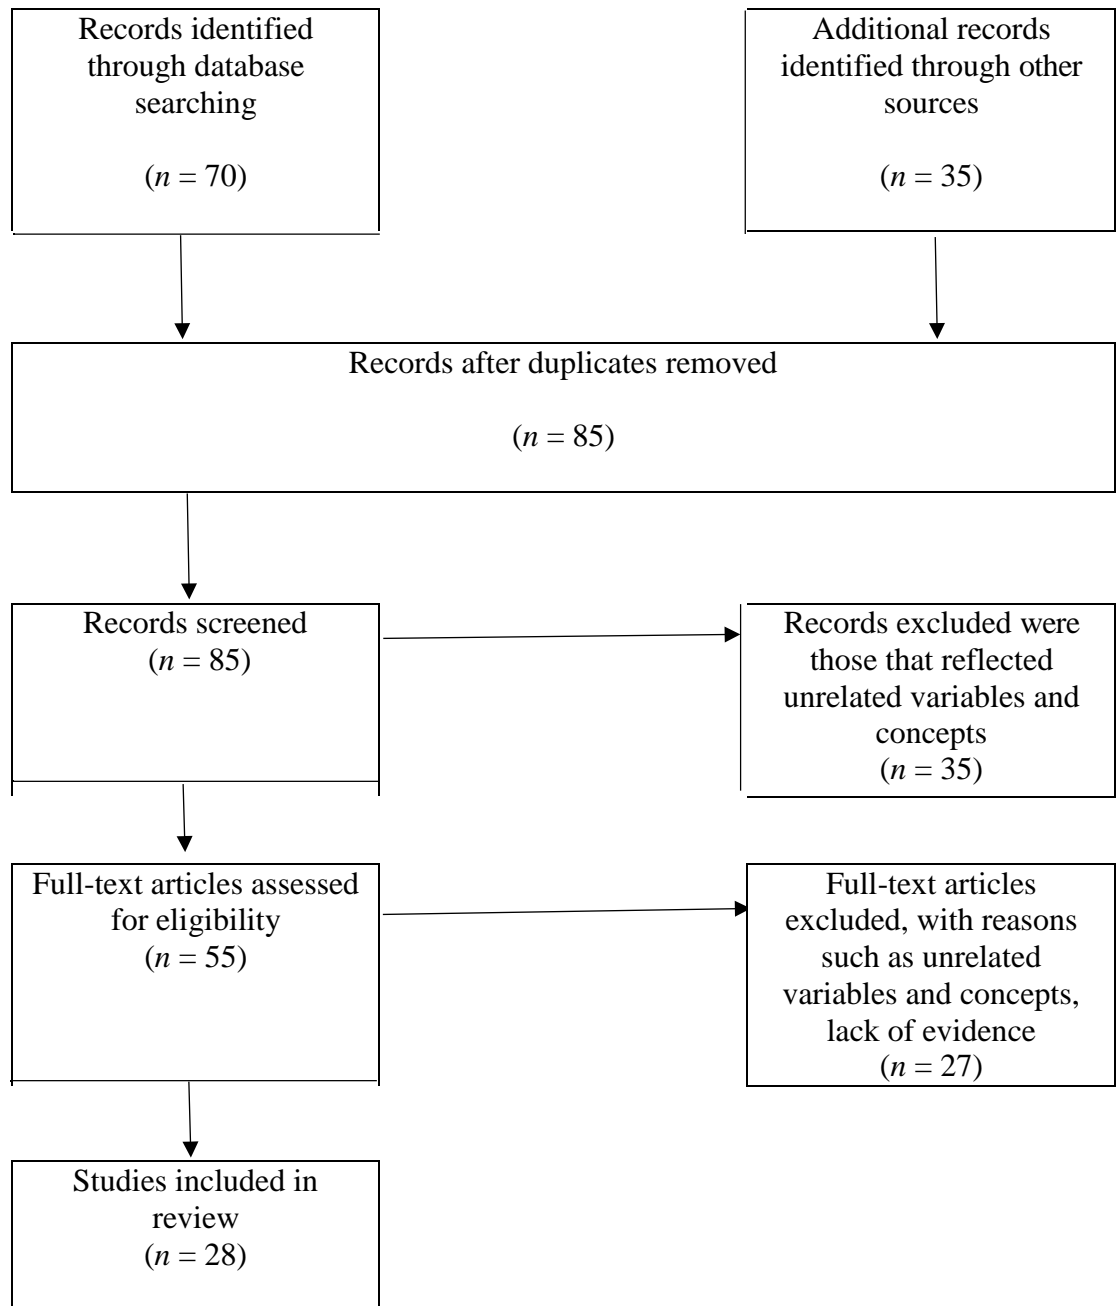 Records identified
through database
searching
(n = 70)
Additional records
identified through other
sources
(n = 35)
Records after duplicates removed
(n = 85)
Records screened
(n = 85)
Records excluded were
those that reflected
unrelated variables and
concepts
(n = 35)
Full-text articles assessed
for eligibility
(n = 55)
Full-text articles
excluded, with reasons
such as unrelated
variables and concepts,
lack of evidence
(n = 27)
Studies included in
review
(n = 28)